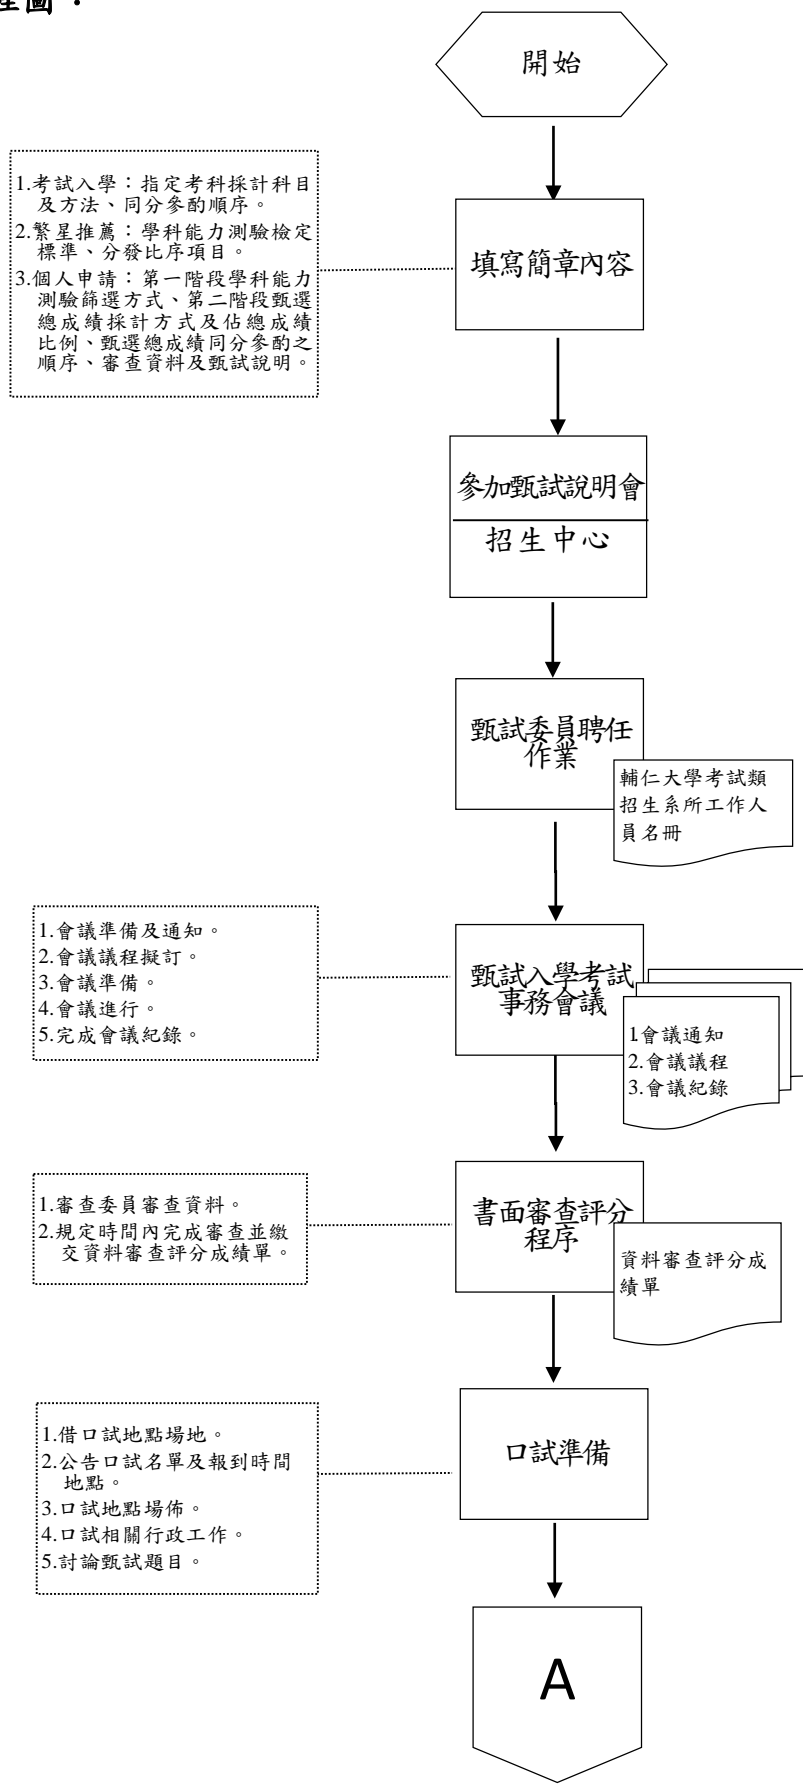 圖：
開始
1.考試入學：指定考科採計科目
及方法、同分參酌順序。
2.繁星推薦：學科能力測驗檢定
標準、分發比序項目。
3.個人申請：第一階段學科能力
測驗篩選方式、第二階段甄選
總成績採計方式及佔總成績
比例、甄選總成績同分參酌之
順序、審查資料及甄試說明。
填寫簡章內容
參加甄試說明會
招生中心
甄試委員聘任
作業
輔仁大學考試類
招生系所工作人
員名冊
1.會議準備及通知。
2.會議議程擬訂。
3.會議準備。
4.會議進行。
5.完成會議紀錄。
甄試入學考試
事務會議
1會議通知
2.會議議程
3.會議紀錄
1.審查委員審查資料。
2.規定時間內完成審查並繳
交資料審查評分成績單。
書面審查評分
程序
資料審查評分成
績單
1.借口試地點場地。
2.公告口試名單及報到時間
地點。
3.口試地點場佈。
4.口試相關行政工作。
5.討論甄試題目。
口試準備
A